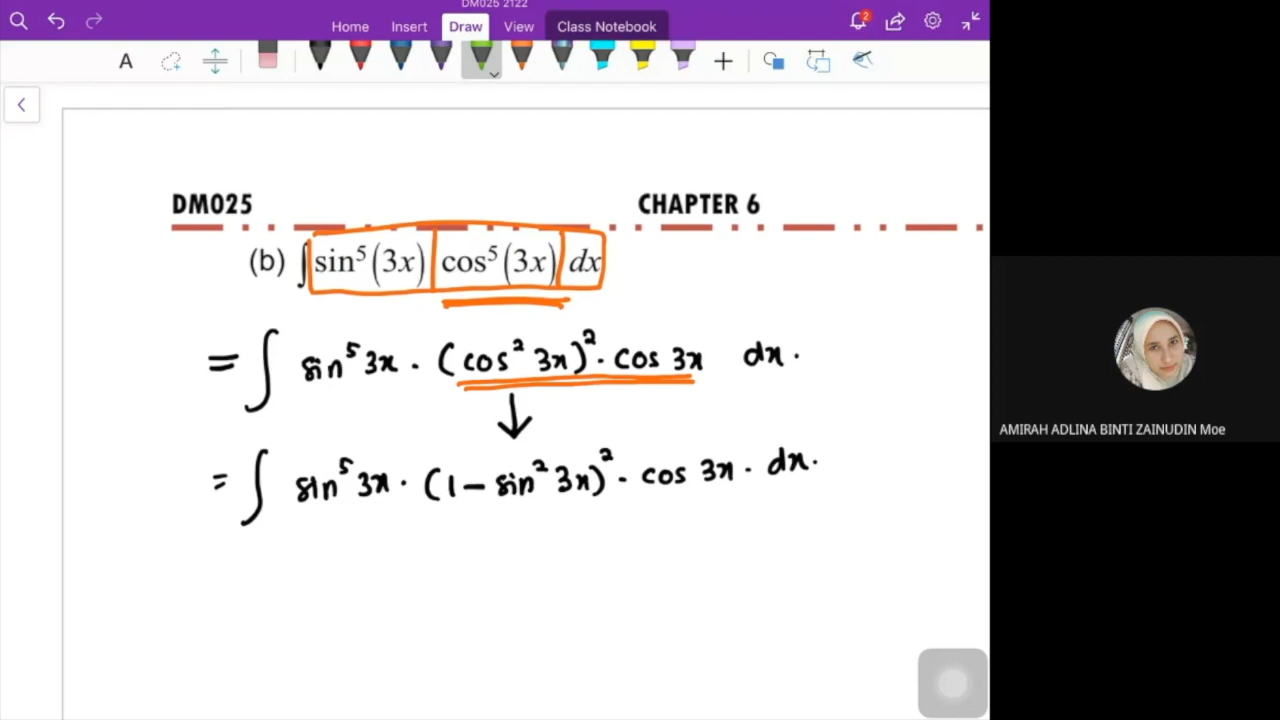 DM025 2122
Home Insert Draw View Class Notebook
2
A
DM025 CHAPTER 6
(b) ∫ sin⁵(3x) cos⁵(3x) dx
= ∫ sin⁵ 3x · (cos² 3x)² · cos 3x dx.
= ∫ sin⁵ 3x · (1 − sin² 3x)² · cos 3x · dx.
AMIRAH ADLINA BINTI ZAINUDIN Moe